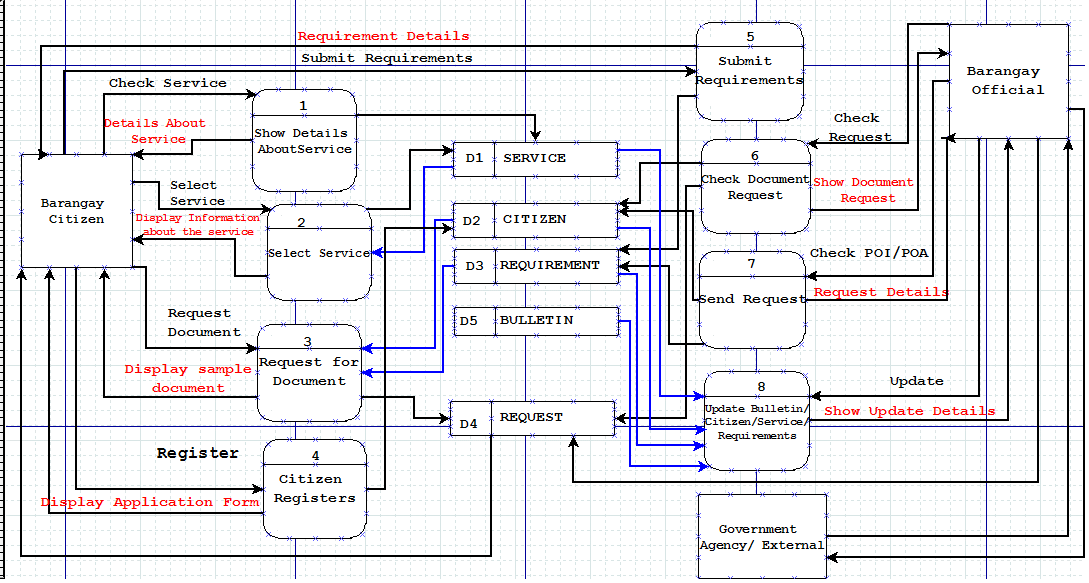 Requirement Details
Submit Requirements
Check Service
Details About
Service
1
Show Details
AboutService
5
Submit
Requirements
Barangay
Official
Check
Request
Barangay
Citizen
Select
Service
Display Information
about the service
2
Select Service
D1 SERVICE
D2 CITIZEN
D3 REQUIREMENT
D5 BULLETIN
D4 REQUEST
6
Check Document
Request
Show Document
Request
7
Send Request
Check POI/POA
Request Details
Request
Document
3
Request for
Document
Display sample
document
8
Update Bulletin/
Citizen/Service/
Requirements
Update
Show Update Details
Register
4
Citizen
Registers
Display Application Form
Government
Agency/ External